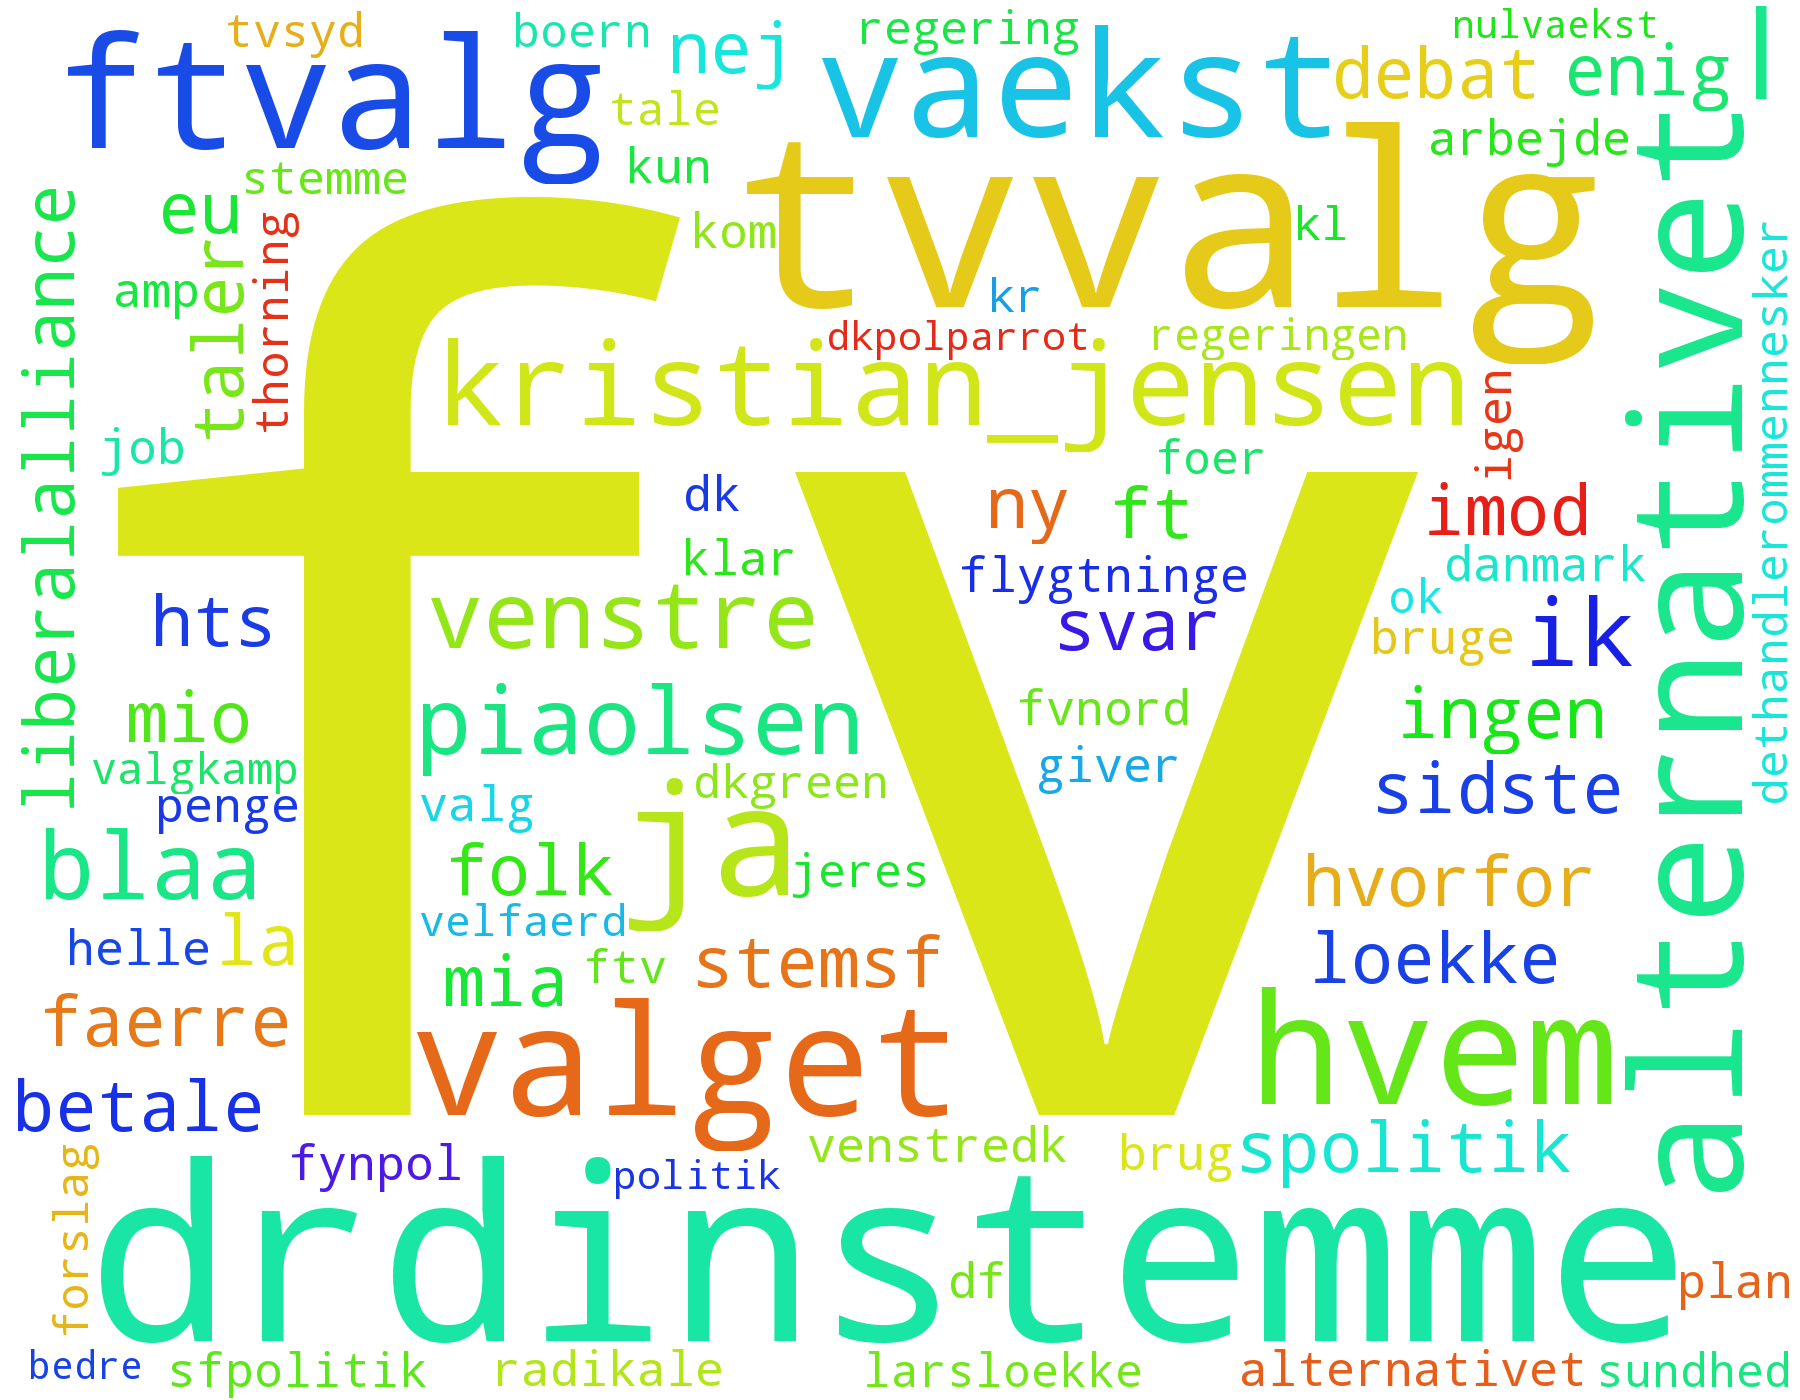 tvsyd
boern
regering
nulvaekst
ftvalg
nej
vaekst
debat
enig
l
tale
arbejde
kun
tvvalg
stemme
eu
kom
kl
thorning
taler
liberalalliance
alternativet
dethandlerommennesker
amp
kr
dkpolparrot
regeringen
kristian_jensen
fv
igen
job
foer
dk
ny
ft
imod
klar
flygtninge
danmark
hts
venstre
svar
ok
bruge
ik
mio
piaolsen
fvnord
ingen
valgkamp
dkgreen
giver
sidste
penge
valg
ja
blaa
folk
jeres
hvorfor
helle
la
velfaerd
mia
ftv
stemsf
loekke
faerre
valget
hvem
betale
fynpol
politik
venstredk
brug
spolitik
forslag
drdinstemme
df
plan
bedre
sfpolitik
radikale
larsloekke
alternativet
sundhed